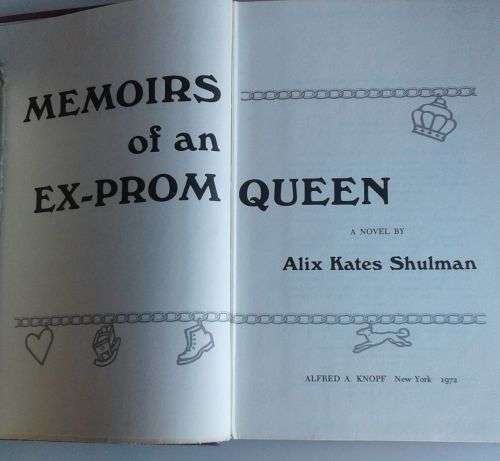 MEMOIRS
of an
EX-PROM QUEEN
A NOVEL BY
Alix Kates Shulman
ALFRED A. KNOPF New York 1972